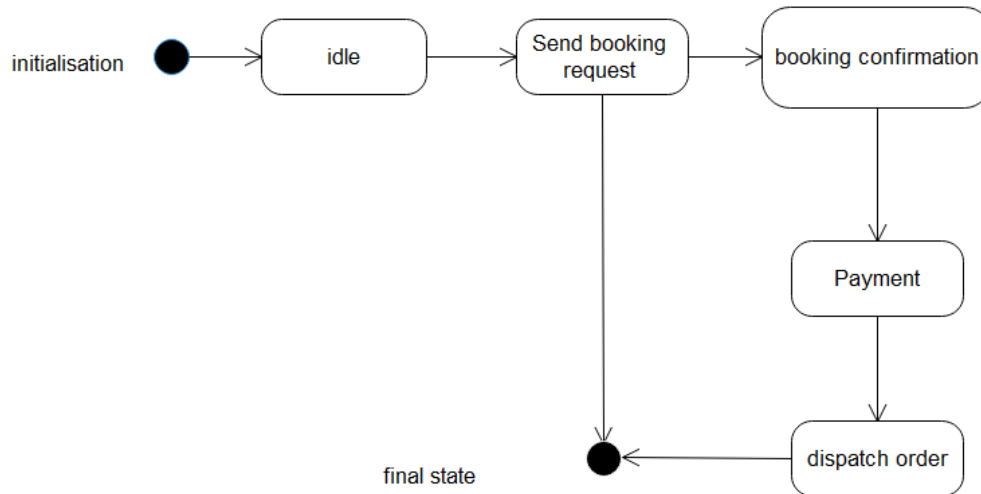 initialisation
idle
Send booking
request
booking confirmation
Payment
dispatch order
final state